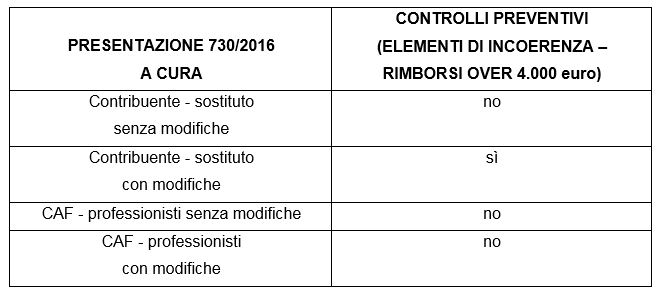 PRESENTAZIONE 730/2016
A CURA
CONTROLLI PREVENTIVI
(ELEMENTI DI INCOERENZA –
RIMBORSI OVER 4.000 euro)
Contribuente - sostituto
senza modifiche
no
Contribuente - sostituto
con modifiche
sì
CAF - professionisti senza modifiche
no
CAF - professionisti
con modifiche
no